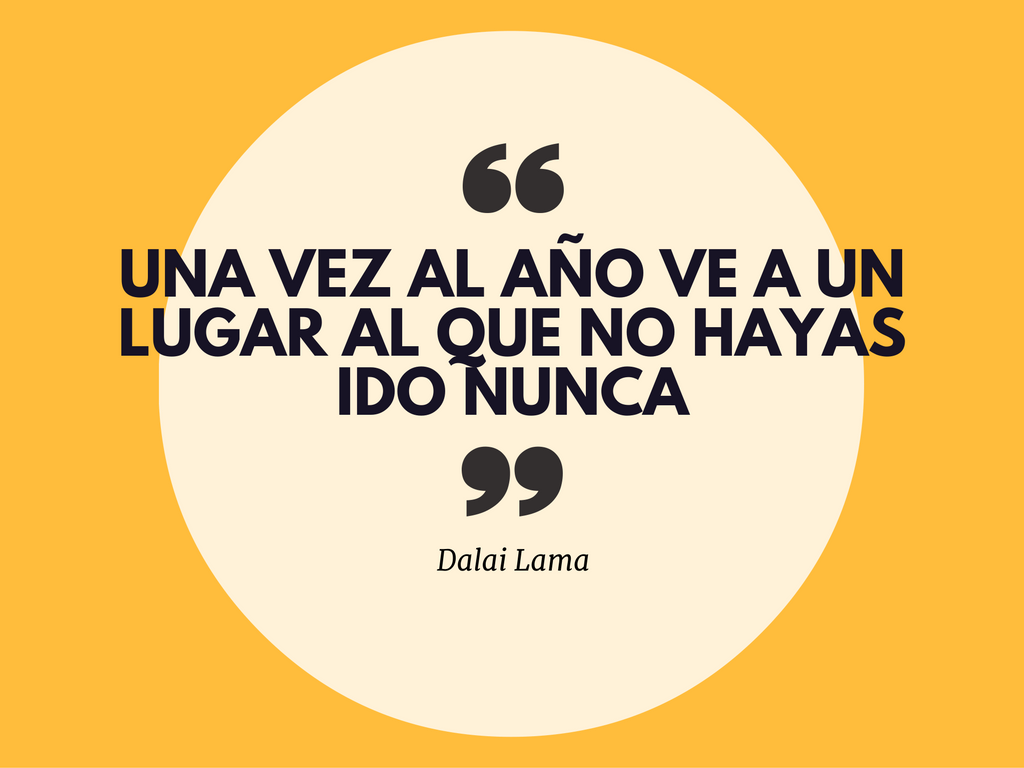 “
UNA VEZ AL AÑO VE A UN
LUGAR AL QUE NO HAYAS
IDO NUNCA
”
Dalai Lama